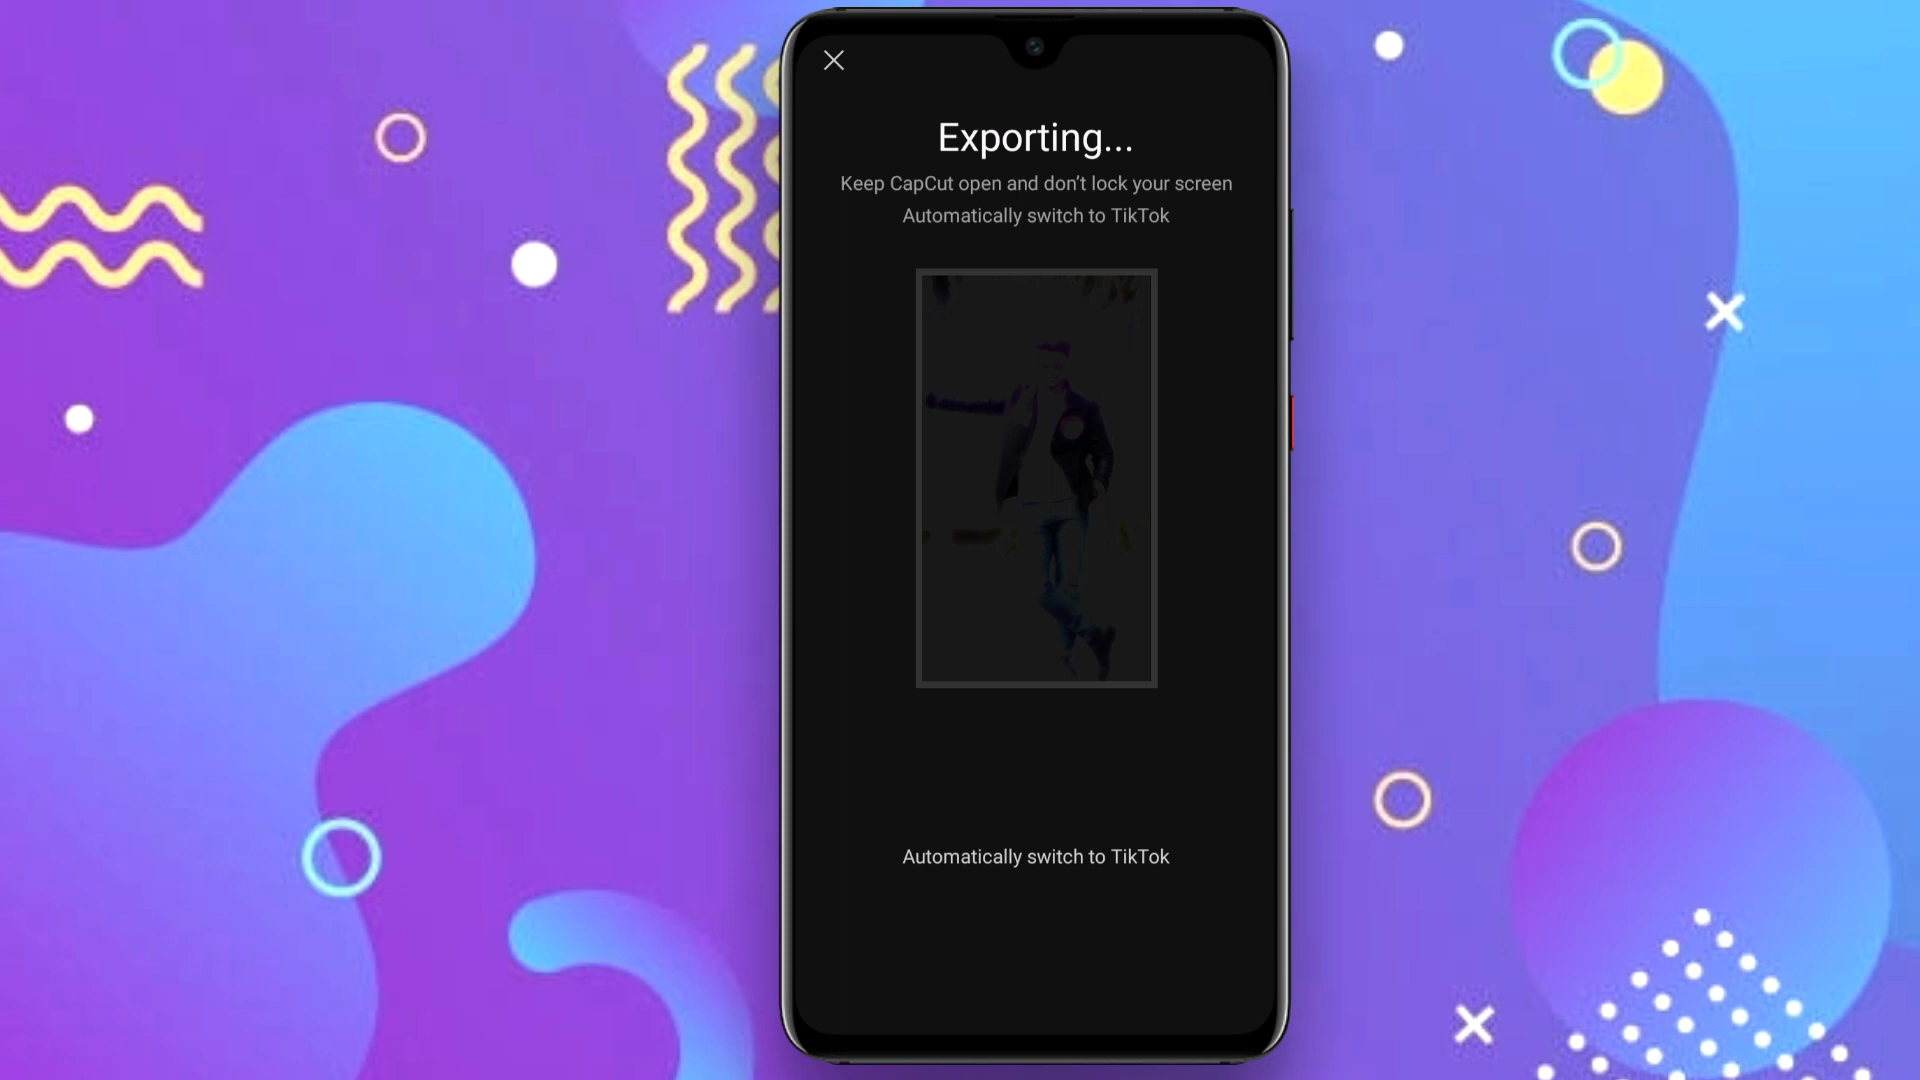 Exporting...
Keep CapCut open and don't lock your screen
Automatically switch to TikTok
Automatically switch to TikTok